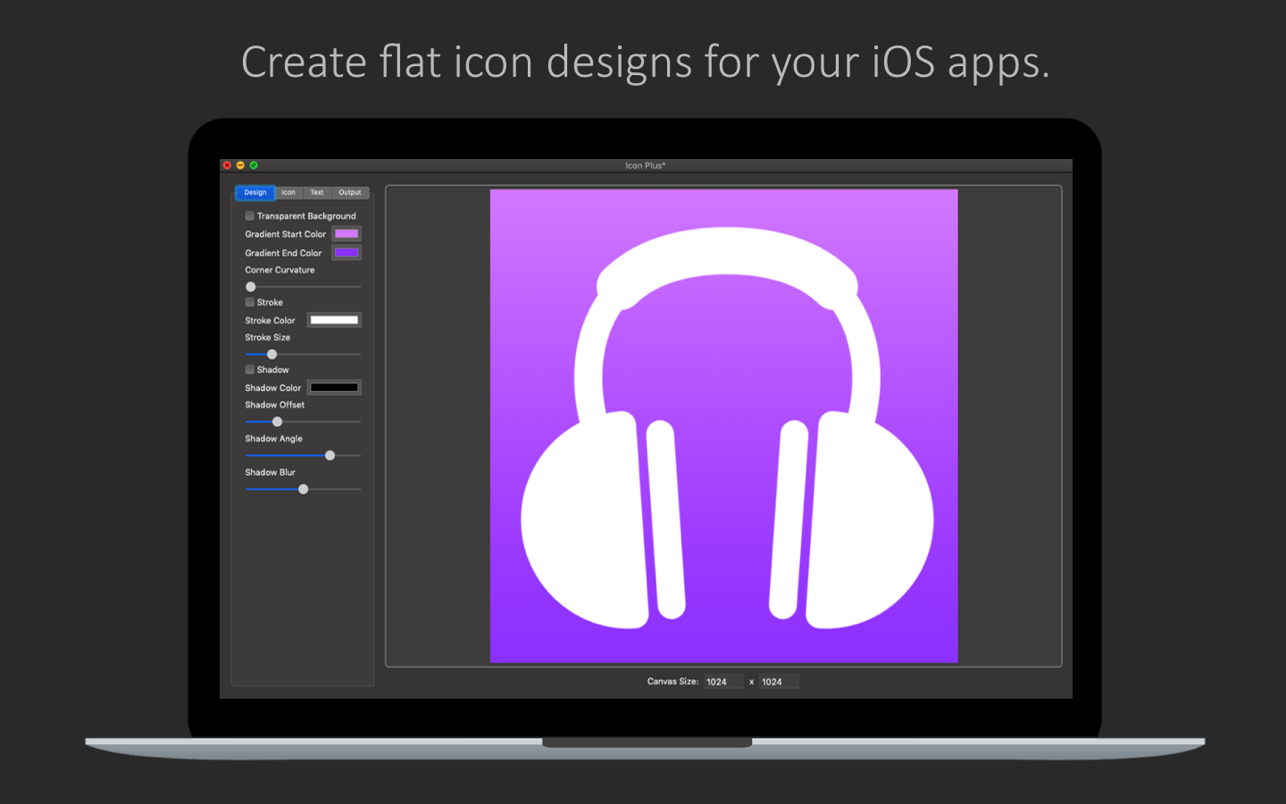 Create flat icon designs for your iOS apps.
Icon Plus*
Design Icon Text Output
Transparent Background
Gradient Start Color
Gradient End Color
Corner Curvature
Stroke
Stroke Color
Stroke Size
Shadow
Shadow Color
Shadow Offset
Shadow Angle
Shadow Blur
Canvas Size: 1024 x 1024